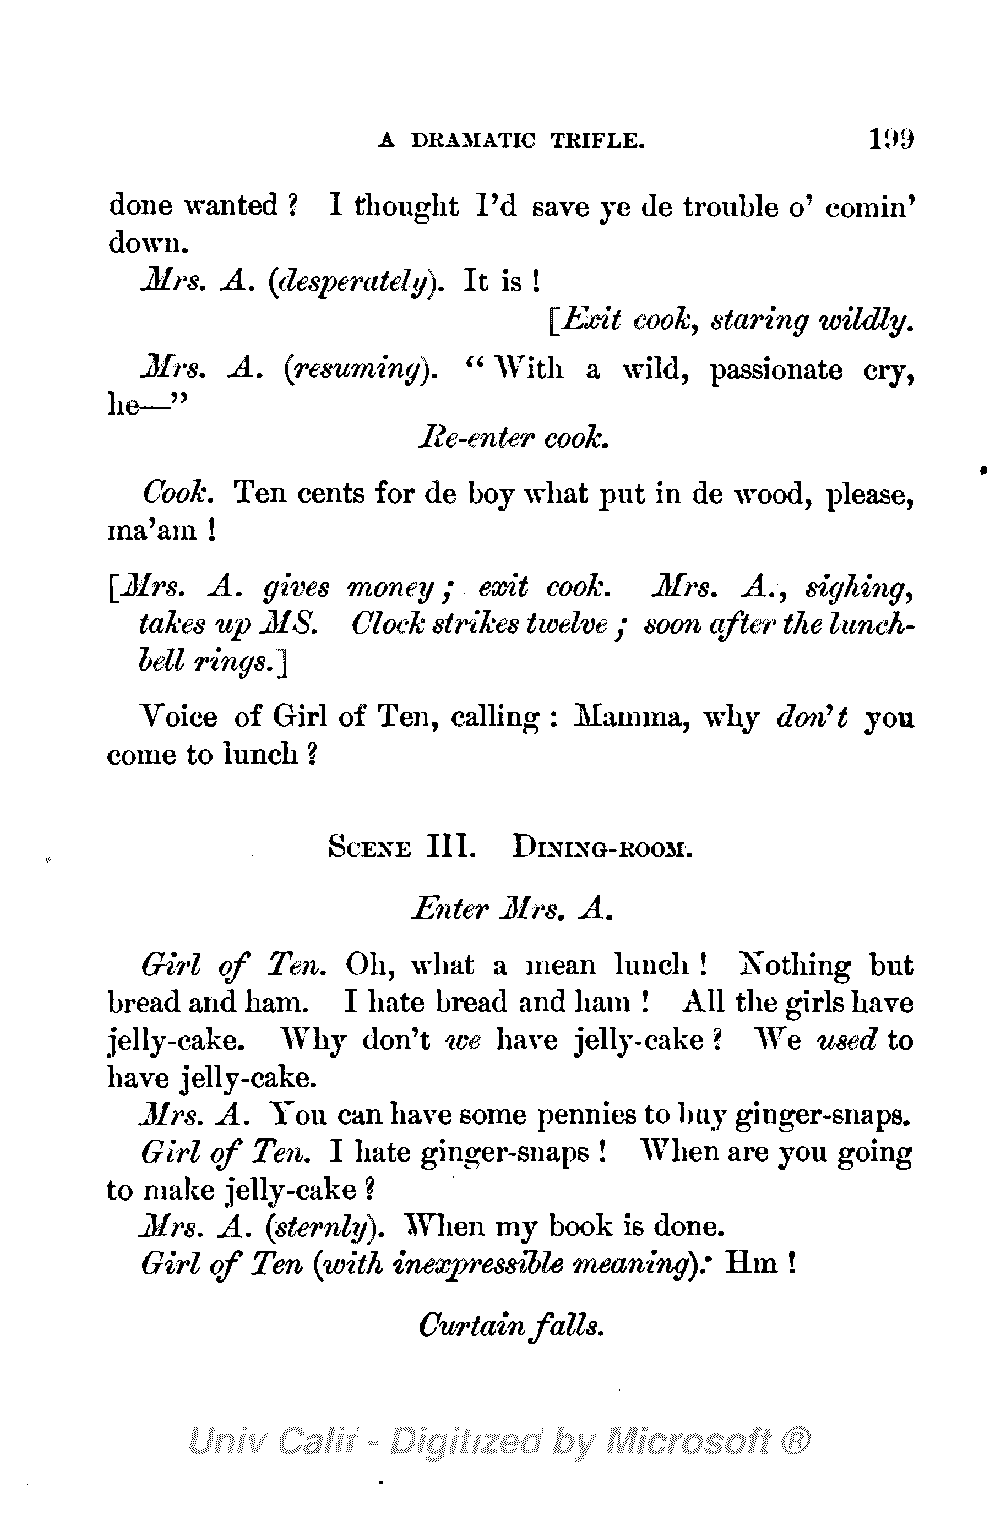 A DRAMATIC TRIFLE. 199
done wanted ? I thought I'd save ye de trouble o' comin'
down.
Mrs. A. (desperately). It is !
[Exit cook, staring wildly.
Mrs. A. (resuming). “ With a wild, passionate cry,
he—”
Re-enter cook.
Cook. Ten cents for de boy what put in de wood, please,
ma'am !
[Mrs. A. gives money ; exit cook. Mrs. A., sighing,
takes up MS. Clock strikes twelve ; soon after the lunch-
bell rings.]
Voice of Girl of Ten, calling : Mamma, why don't you
come to lunch ?
SCENE III. DINING-ROOM.
Enter Mrs. A.
Girl of Ten. Oh, what a mean lunch ! Nothing but
bread and ham. I hate bread and ham ! All the girls have
jelly-cake. Why don't we have jelly-cake ? We used to
have jelly-cake.
Mrs. A. You can have some pennies to buy ginger-snaps.
Girl of Ten. I hate ginger-snaps ! When are you going
to make jelly-cake ?
Mrs. A. (sternly). When my book is done.
Girl of Ten (with inexpressible meaning). Hm !
Curtain falls.
Univ Calif - Digitized by Microsoft ®